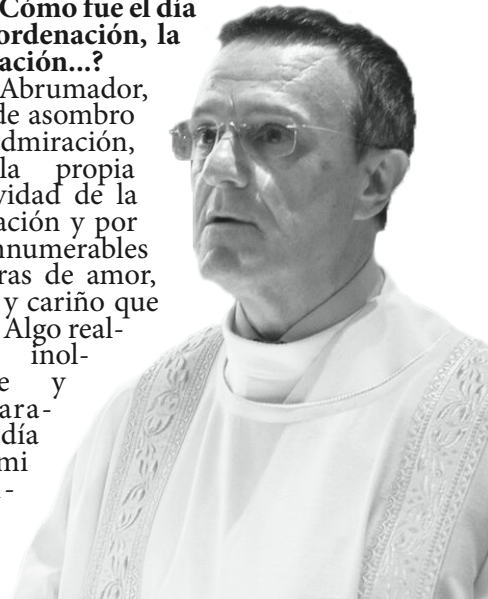 Cómo fue el día
ordenación, la
ación...?
Abrumador,
de asombro
dmiración,
la propia
vidad de la
ación y por
nnumerables
ras de amor,
y cariño que
Algo real-
inol-
e y
ara-
día
mi
-